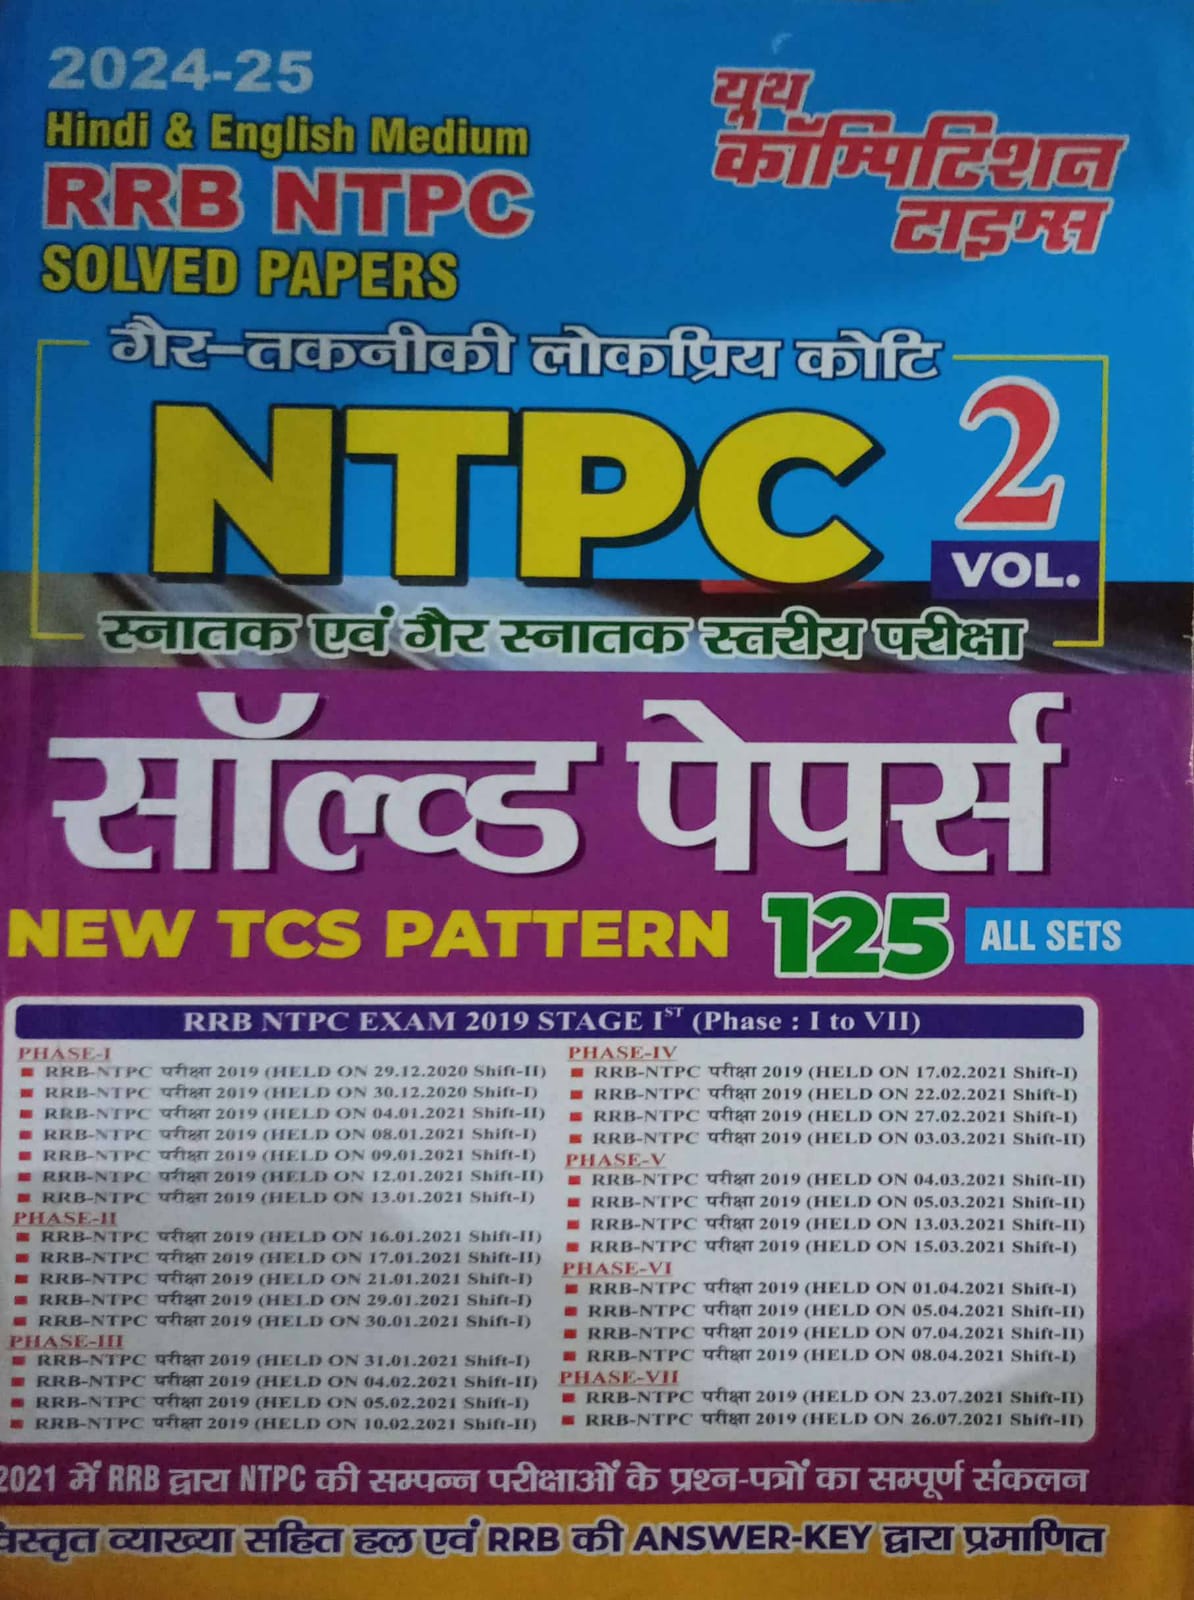 2024-25
Hindi & English Medium
RRB NTPC
SOLVED PAPERS
यूथ
कॉम्पिटिशन
टाइम्स
गैर-तकनीकी लोकप्रिय कोटि
NTPC 2
VOL.
स्नातक एवं गैर स्नातक स्तरीय परीक्षा
सॉल्व्ड पेपर्स
NEW TCS PATTERN 125 ALL SETS
RRB NTPC EXAM 2019 STAGE IST (Phase : I to VII)
PHASE-I
RRB-NTPC परीक्षा 2019 (HELD ON 29.12.2020 Shift-II)
RRB-NTPC परीक्षा 2019 (HELD ON 30.12.2020 Shift-I)
RRB-NTPC परीक्षा 2019 (HELD ON 04.01.2021 Shift-II)
RRB-NTPC परीक्षा 2019 (HELD ON 08.01.2021 Shift-I)
RRB-NTPC परीक्षा 2019 (HELD ON 09.01.2021 Shift-I)
RRB-NTPC परीक्षा 2019 (HELD ON 12.01.2021 Shift-II)
RRB-NTPC परीक्षा 2019 (HELD ON 13.01.2021 Shift-I)
PHASE-II
RRB-NTPC परीक्षा 2019 (HELD ON 16.01.2021 Shift-II)
RRB-NTPC परीक्षा 2019 (HELD ON 17.01.2021 Shift-II)
RRB-NTPC परीक्षा 2019 (HELD ON 21.01.2021 Shift-I)
RRB-NTPC परीक्षा 2019 (HELD ON 29.01.2021 Shift-I)
RRB-NTPC परीक्षा 2019 (HELD ON 30.01.2021 Shift-I)
PHASE-III
RRB-NTPC परीक्षा 2019 (HELD ON 31.01.2021 Shift-I)
RRB-NTPC परीक्षा 2019 (HELD ON 04.02.2021 Shift-II)
RRB-NTPC परीक्षा 2019 (HELD ON 05.02.2021 Shift-I)
RRB-NTPC परीक्षा 2019 (HELD ON 10.02.2021 Shift-II)
PHASE-IV
RRB-NTPC परीक्षा 2019 (HELD ON 17.02.2021 Shift-I)
RRB-NTPC परीक्षा 2019 (HELD ON 22.02.2021 Shift-I)
RRB-NTPC परीक्षा 2019 (HELD ON 27.02.2021 Shift-I)
RRB-NTPC परीक्षा 2019 (HELD ON 03.03.2021 Shift-II)
PHASE-V
RRB-NTPC परीक्षा 2019 (HELD ON 04.03.2021 Shift-II)
RRB-NTPC परीक्षा 2019 (HELD ON 05.03.2021 Shift-II)
RRB-NTPC परीक्षा 2019 (HELD ON 13.03.2021 Shift-II)
RRB-NTPC परीक्षा 2019 (HELD ON 15.03.2021 Shift-I)
PHASE-VI
RRB-NTPC परीक्षा 2019 (HELD ON 01.04.2021 Shift-I)
RRB-NTPC परीक्षा 2019 (HELD ON 05.04.2021 Shift-II)
RRB-NTPC परीक्षा 2019 (HELD ON 07.04.2021 Shift-II)
RRB-NTPC परीक्षा 2019 (HELD ON 08.04.2021 Shift-I)
PHASE-VII
RRB-NTPC परीक्षा 2019 (HELD ON 23.07.2021 Shift-II)
RRB-NTPC परीक्षा 2019 (HELD ON 26.07.2021 Shift-II)
2021 में RRB द्वारा NTPC की सम्पन्न परीक्षाओं के प्रश्न-पत्रों का सम्पूर्ण संकलन
विस्तृत व्याख्या सहित हल एवं RRB की ANSWER-KEY द्वारा प्रमाणित